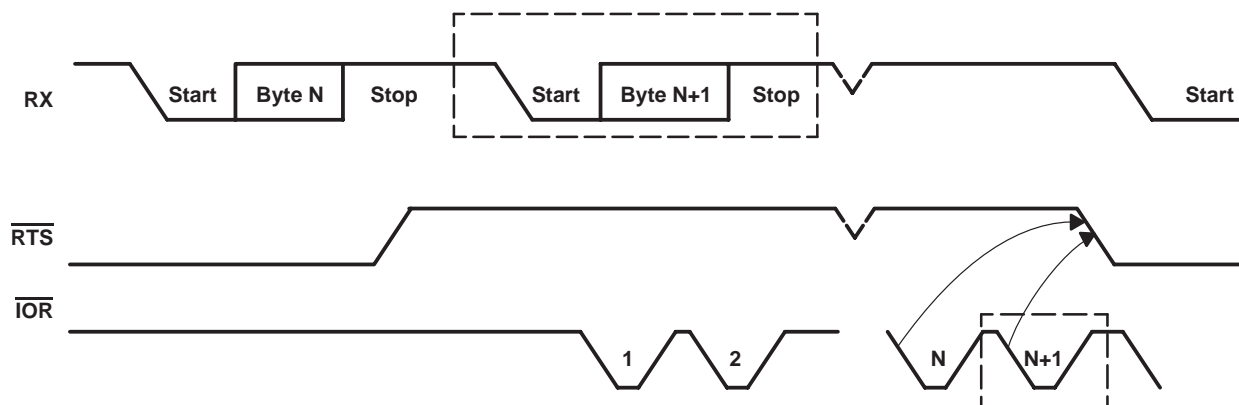 RX Start Byte N Stop Start Byte N+1 Stop Start
RTS
IOR
1 2 N N+1